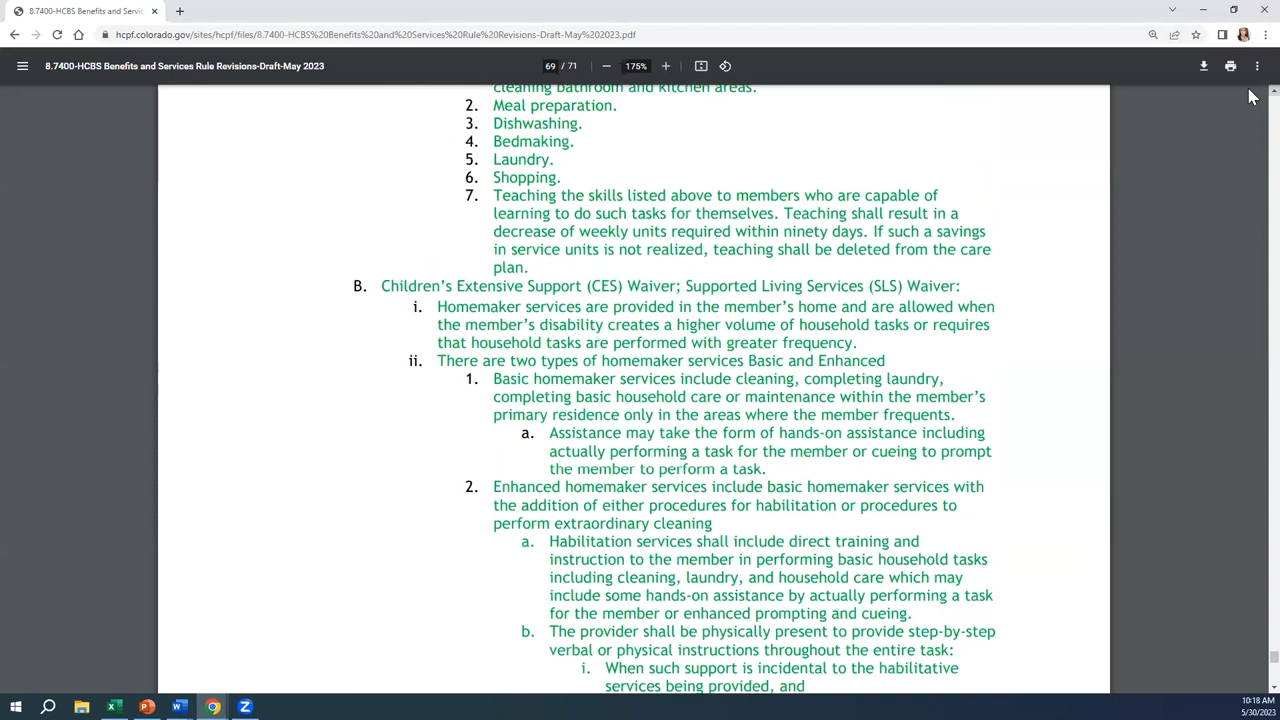 8.7400-HCBS Benefits and Servic
hcpf.colorado.gov/sites/hcpf/files/8.7400-HCBS%20Benefits%20and%20Services%20Rule%20Revisions-Draft-May%202023.pdf
8.7400-HCBS Benefits and Services Rule Revisions-Draft-May 2023
69 / 71
175%
cleaning bathroom and kitchen areas.
2. Meal preparation.
3. Dishwashing.
4. Bedmaking.
5. Laundry.
6. Shopping.
7. Teaching the skills listed above to members who are capable of
learning to do such tasks for themselves. Teaching shall result in a
decrease of weekly units required within ninety days. If such a savings
in service units is not realized, teaching shall be deleted from the care
plan.
B. Children's Extensive Support (CES) Waiver; Supported Living Services (SLS) Waiver:
i. Homemaker services are provided in the member's home and are allowed when
the member's disability creates a higher volume of household tasks or requires
that household tasks are performed with greater frequency.
ii. There are two types of homemaker services Basic and Enhanced
1. Basic homemaker services include cleaning, completing laundry,
completing basic household care or maintenance within the member's
primary residence only in the areas where the member frequents.
a. Assistance may take the form of hands-on assistance including
actually performing a task for the member or cueing to prompt
the member to perform a task.
2. Enhanced homemaker services include basic homemaker services with
the addition of either procedures for habilitation or procedures to
perform extraordinary cleaning
a. Habilitation services shall include direct training and
instruction to the member in performing basic household tasks
including cleaning, laundry, and household care which may
include some hands-on assistance by actually performing a task
for the member or enhanced prompting and cueing.
b. The provider shall be physically present to provide step-by-step
verbal or physical instructions throughout the entire task:
i. When such support is incidental to the habilitative
services being provided, and
10:18 AM
5/30/2023